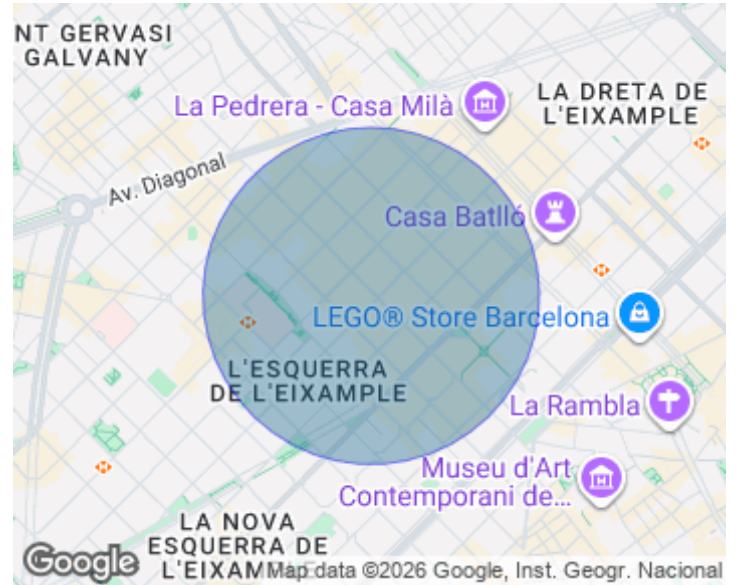 NT GERVASI
GALVANY
La Pedrera - Casa Milà
LA DRETA DE
L'EIXAMPLE
Av. Diagonal
Casa Batlló
LEGO® Store Barcelona
L'ESQUERRA
DE L'EIXAMPLE
La Rambla
Museu d'Art
Contemporani de...
LA NOVA
ESQUERRA DE
L'EIXAM
Google
Map data ©2026 Google, Inst. Geogr. Nacional